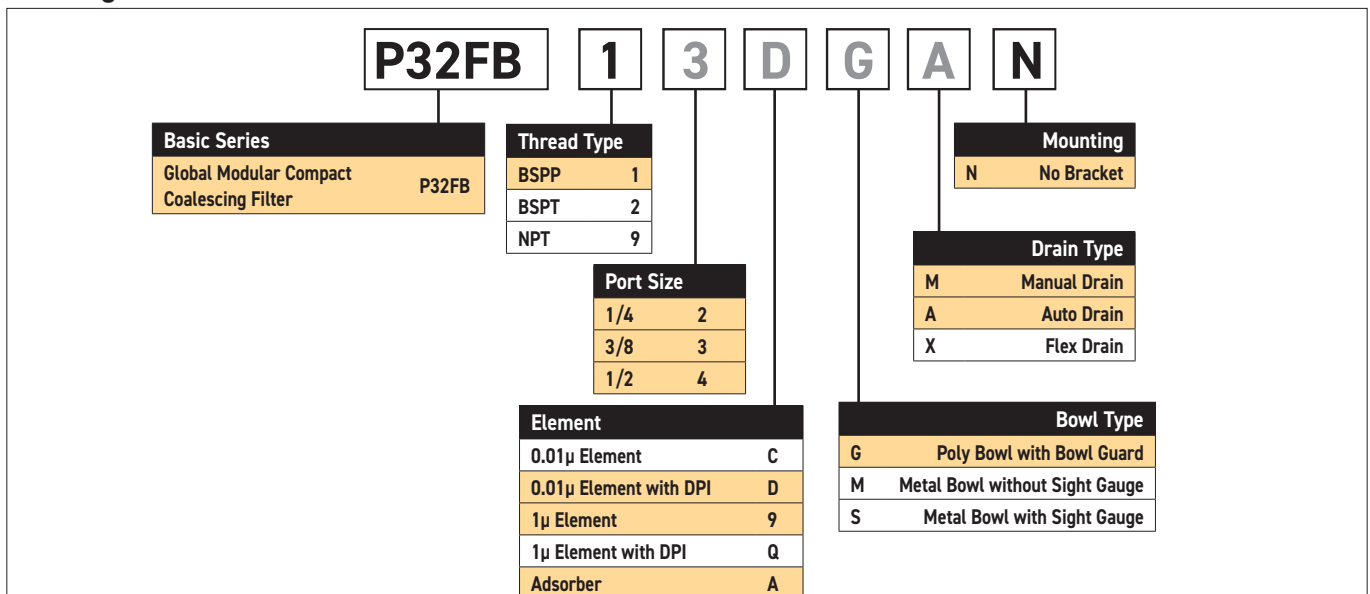 P32FB 1 3 D G A N
Basic Series
Global Modular Compact
Coalescing Filter P32FB
Thread Type
BSPP 1
BSPT 2
NPT 9
Port Size
1/4 2
3/8 3
1/2 4
Element
0.01µ Element C
0.01µ Element with DPI D
1µ Element 9
1µ Element with DPI Q
Adsorber A
Mounting
N No Bracket
Drain Type
M Manual Drain
A Auto Drain
X Flex Drain
Bowl Type
G Poly Bowl with Bowl Guard
M Metal Bowl without Sight Gauge
S Metal Bowl with Sight Gauge